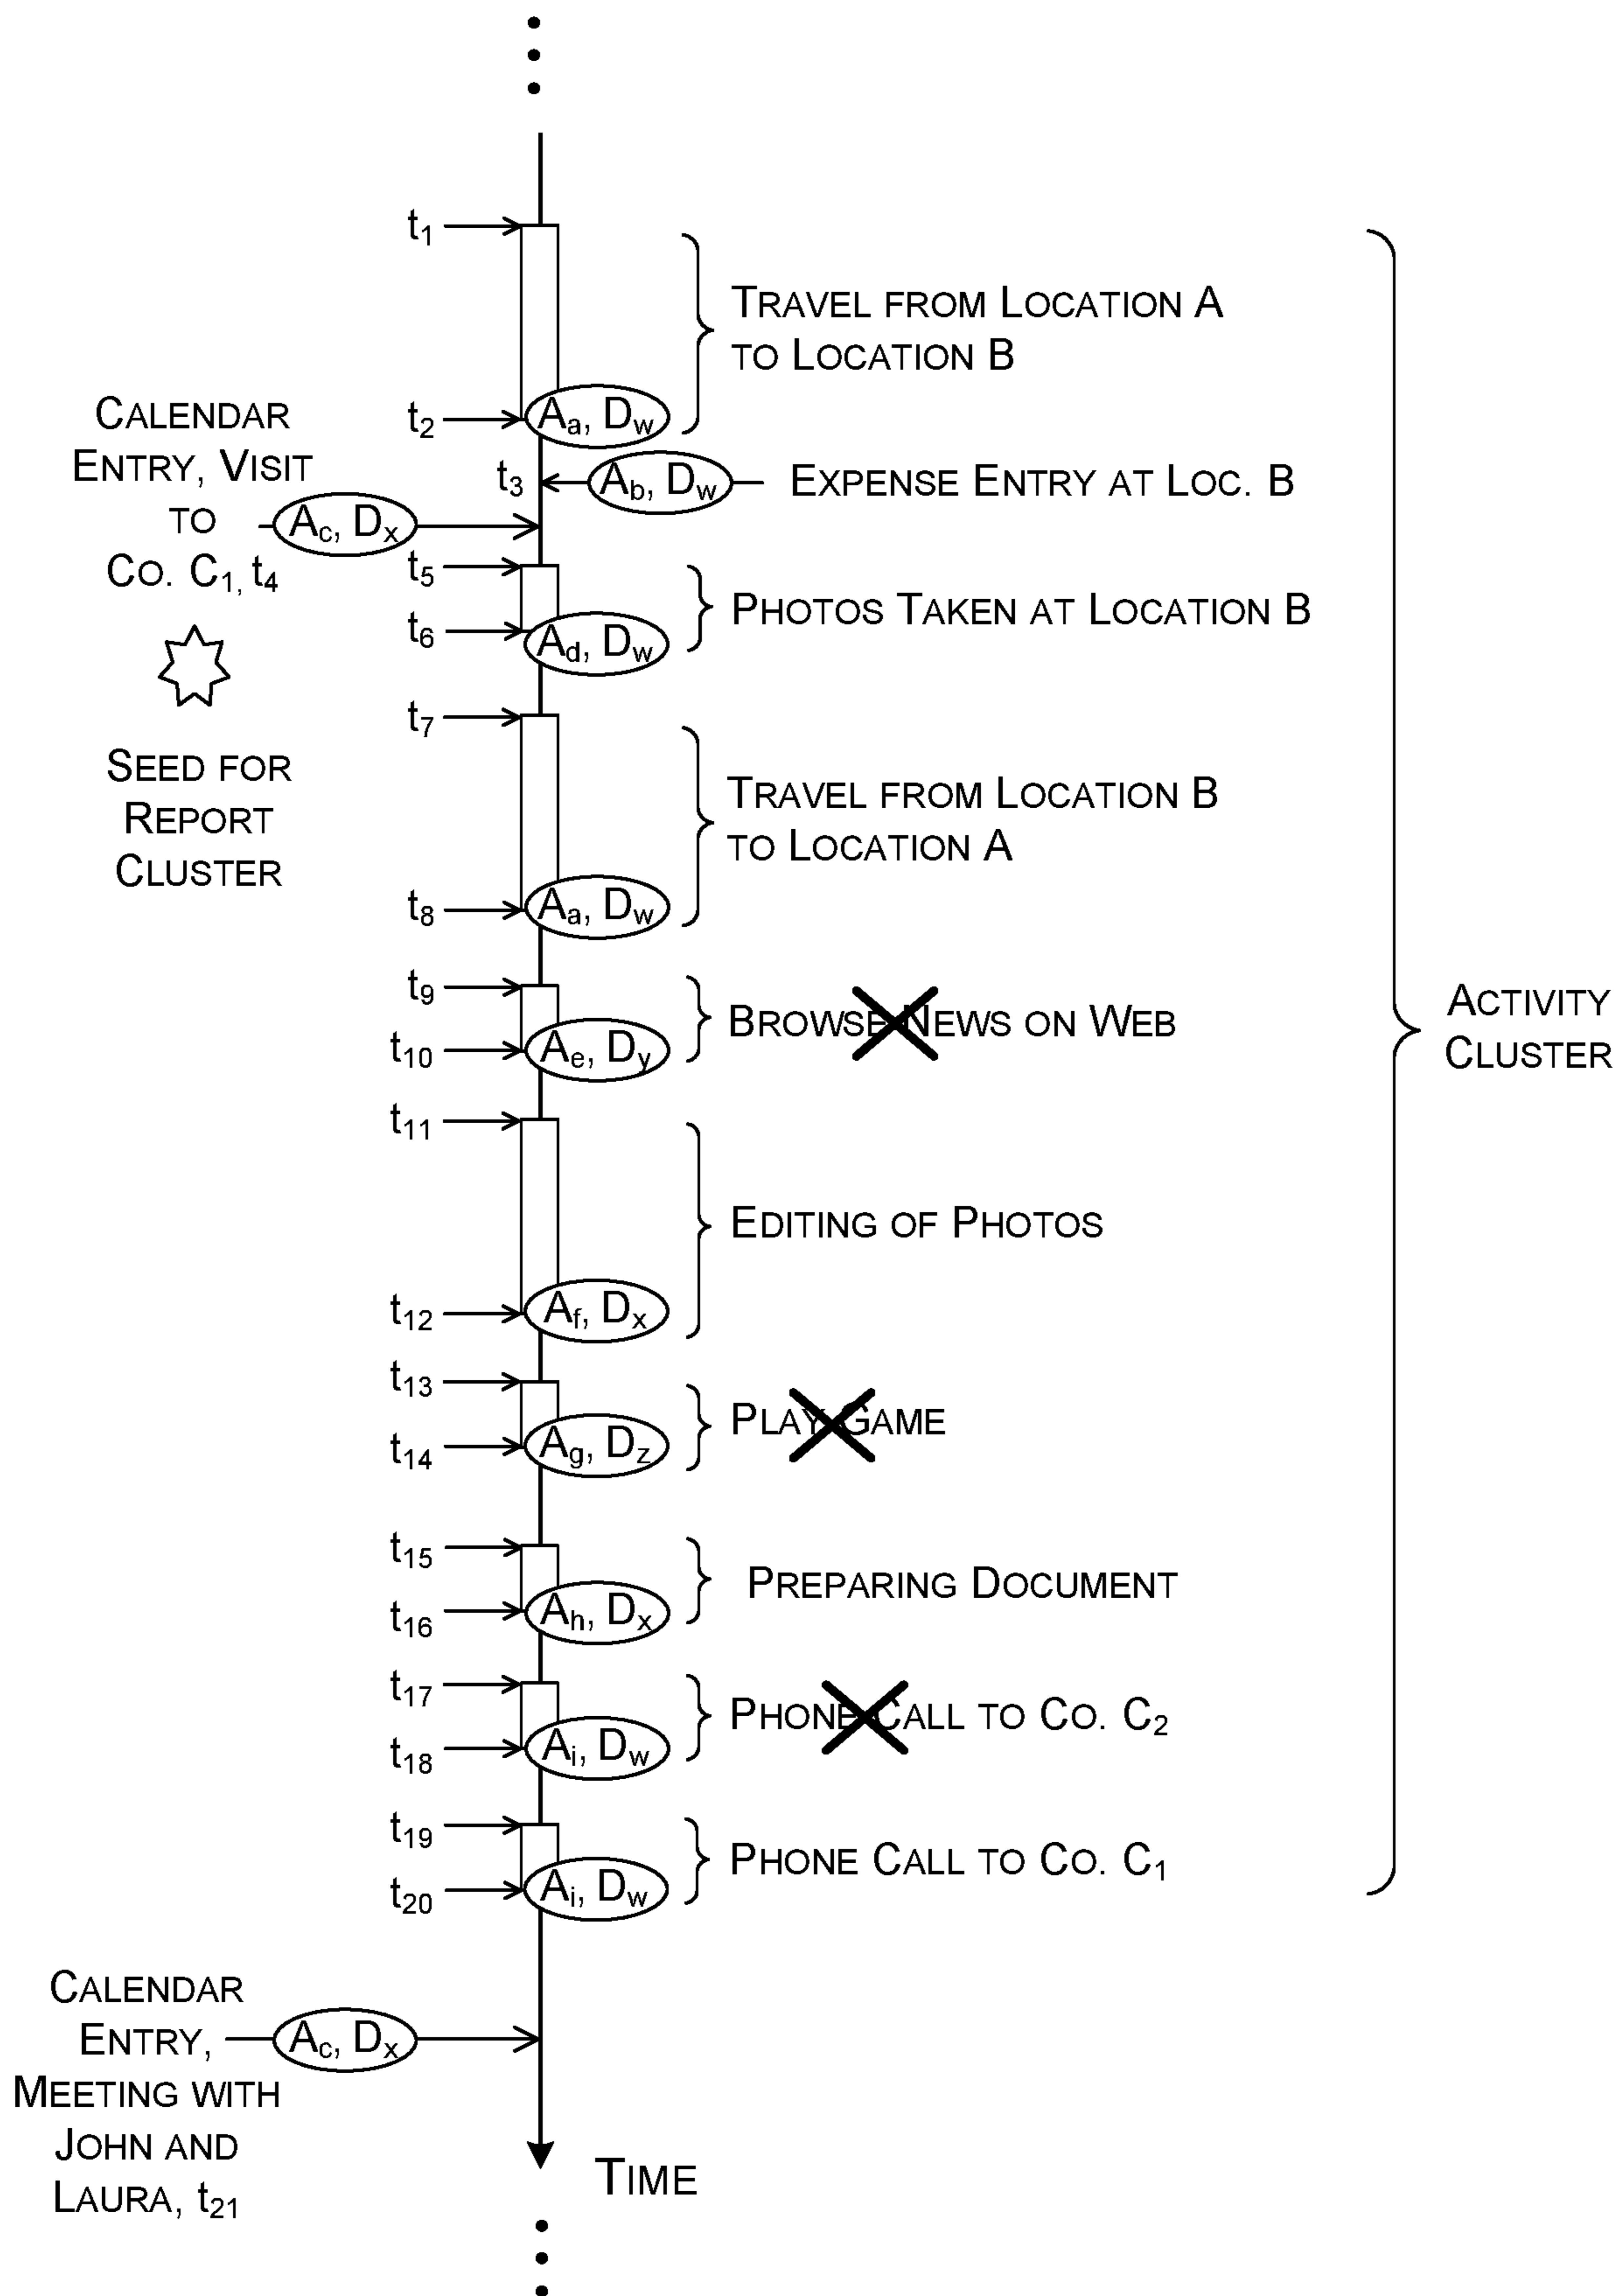 t1
TRAVEL FROM LOCATION A
TO LOCATION B
t2
Aa, Dw
CALENDAR
ENTRY, VISIT
TO
CO. C1, t4
Ac, Dx
t3
Ab, Dw
EXPENSE ENTRY AT LOC. B
t5
PHOTOS TAKEN AT LOCATION B
t6
Ad, Dw
SEED FOR
REPORT
CLUSTER
t7
TRAVEL FROM LOCATION B
TO LOCATION A
t8
Aa, Dw
t9
BROWSE NEWS ON WEB
t10
Ae, Dy
ACTIVITY
CLUSTER
t11
EDITING OF PHOTOS
t12
Af, Dx
t13
PLAY GAME
t14
Ag, Dz
t15
PREPARING DOCUMENT
t16
Ah, Dx
t17
PHONE CALL TO CO. C2
t18
Ai, Dw
t19
PHONE CALL TO CO. C1
t20
Ai, Dw
CALENDAR
ENTRY,
MEETING WITH
JOHN AND
LAURA, t21
Ac, Dx
TIME